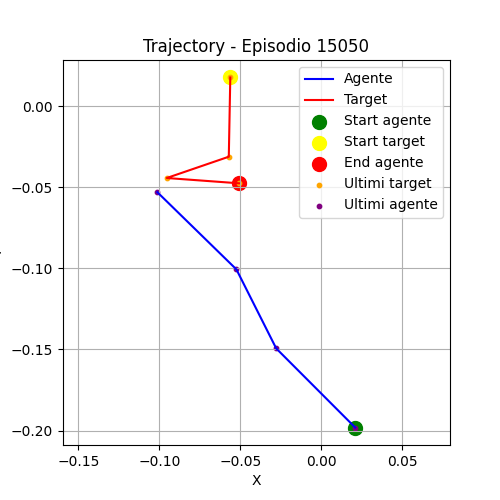 Trajectory - Episodio 15050
Agente
Target
Start agente
Start target
End agente
Ultimi target
Ultimi agente
0.00
−0.05
−0.10
−0.15
−0.20
−0.15
−0.10
−0.05
0.00
0.05
X